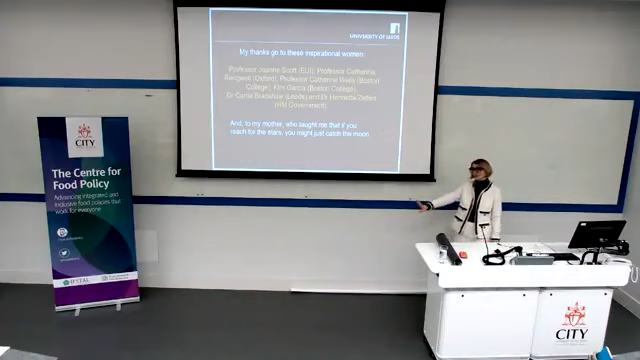 UNIVERSITY OF LEEDS
My thanks go to these inspirational women:
Professor Joanne Scott (EUI), Professor Catherine
Redgwell (Oxford), Professor Catherine Wells (Boston
College), Kim Garcia (Boston College),
Dr Carrie Bradshaw (Leeds) and Dr Henrietta Zeffert
(HM Government)
And, to my mother, who taught me that if you
reach for the stars, you might just catch the moon
CITY
The Centre for
Food Policy
Advancing integrated and
inclusive food policies that
work for everyone
CITY